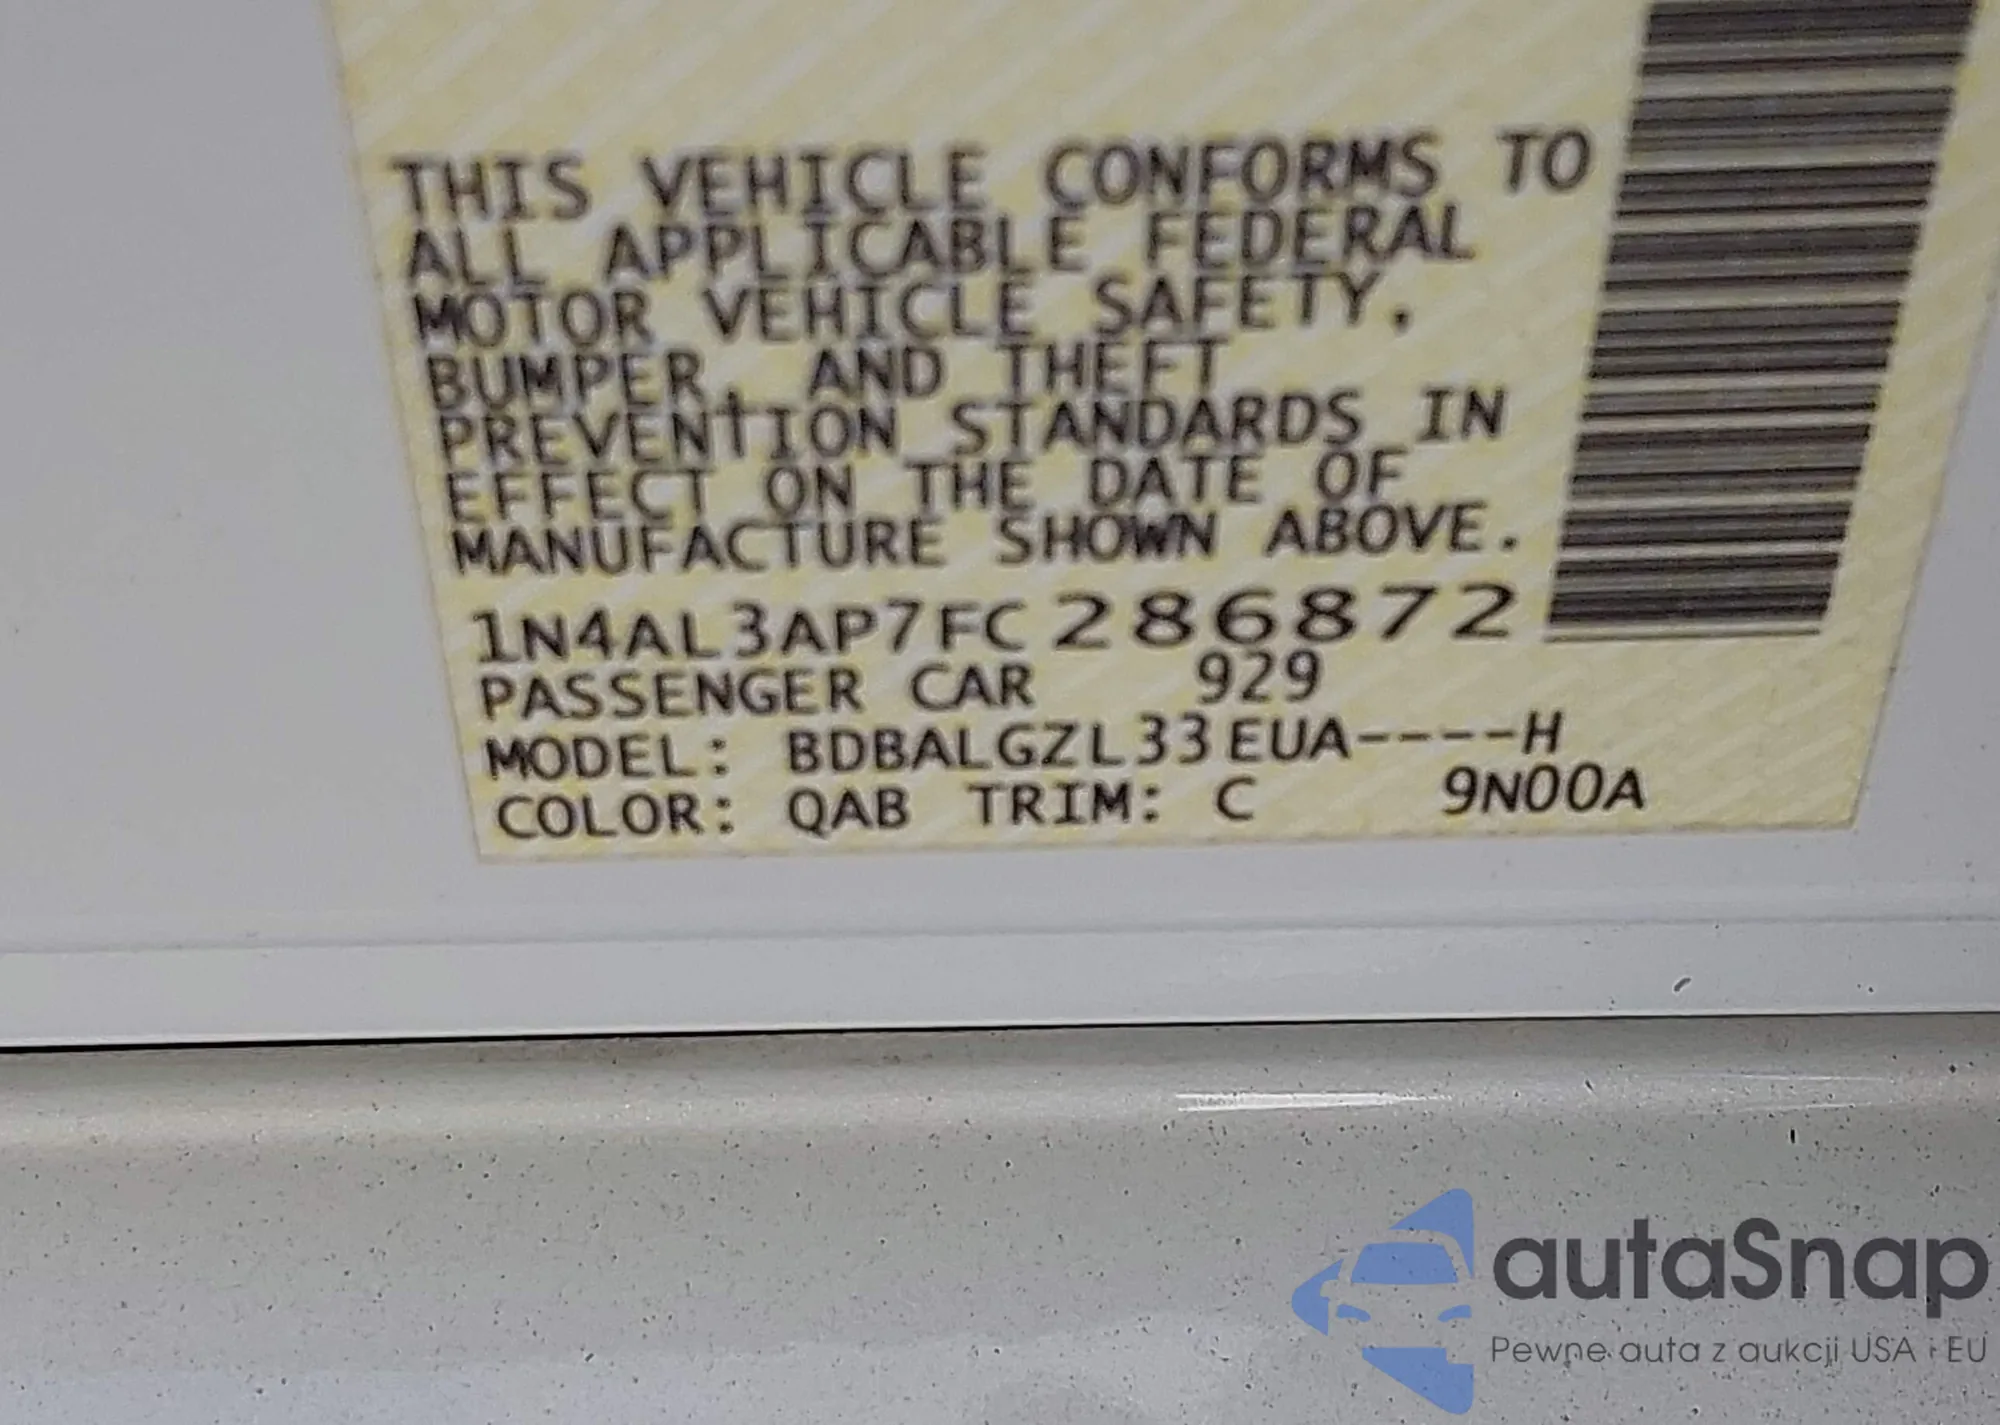 THIS VEHICLE CONFORMS TO
ALL APPLICABLE FEDERAL
MOTOR VEHICLE SAFETY,
BUMPER, AND THEFT
PREVENTION STANDARDS IN
EFFECT ON THE DATE OF
MANUFACTURE SHOWN ABOVE.
1N4AL3AP7FC286872
PASSENGER CAR 929
MODEL: BDBALGZL33EUA----H
COLOR: QAB TRIM: C 9N00A
autaSnap
Pewne auta z aukcji USA i EU